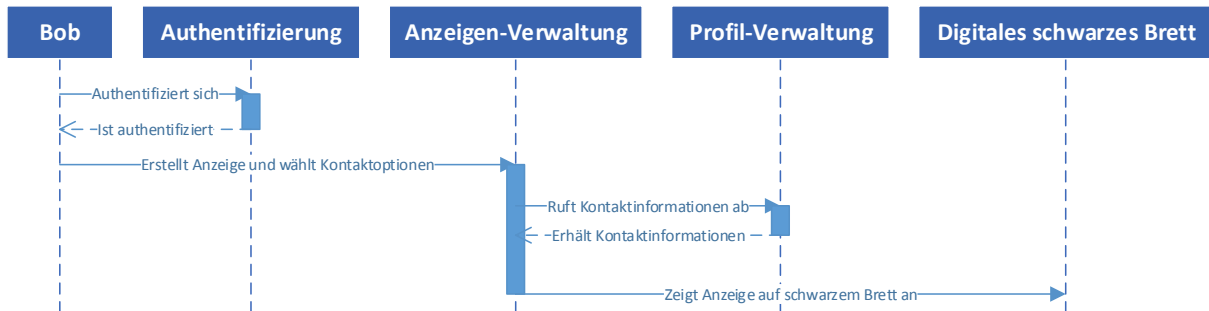 Bob
Authentifizierung
Anzeigen-Verwaltung
Profil-Verwaltung
Digitales schwarzes Brett
Authentifiziert sich
Ist authentifiziert
Erstellt Anzeige und wählt Kontaktoptionen
Ruft Kontaktinformationen ab
Erhält Kontaktinformationen
Zeigt Anzeige auf schwarzem Brett an